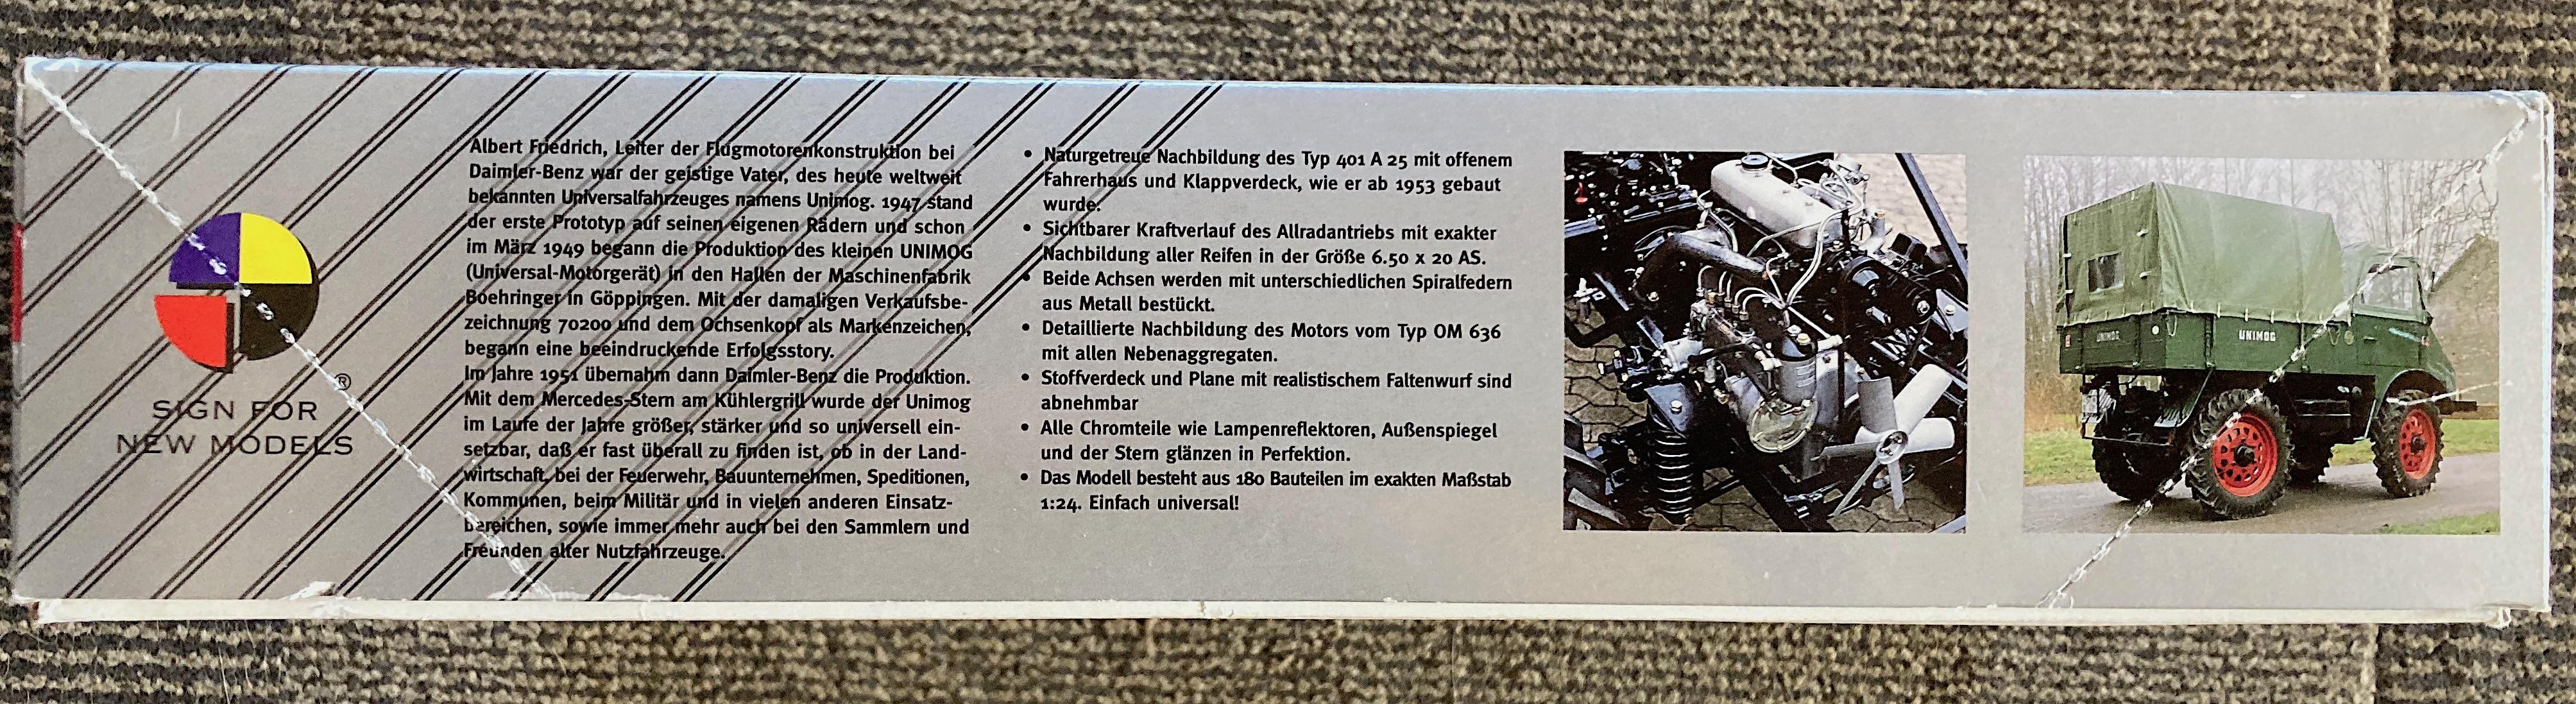 Albert Friedrich, Leiter der Flugmotorenkonstruktion bei
Daimler-Benz war der geistige Vater, des heute weltweit
bekannten Universalfahrzeuges namens Unimog. 1947 stand
der erste Prototyp auf seinen eigenen Rädern und schon
im März 1949 begann die Produktion des kleinen UNIMOG
(Universal-Motorgerät) in den Hallen der Maschinenfabrik
Boehringer in Göppingen. Mit der damaligen Verkaufsbe-
zeichnung 70200 und dem Ochsenkopf als Markenzeichen,
begann eine beeindruckende Erfolgsstory.
Im Jahre 1951 übernahm dann Daimler-Benz die Produktion.
Mit dem Mercedes-Stern am Kühlergrill wurde der Unimog
im Laufe der Jahre größer, stärker und so universell ein-
setzbar, daß er fast überall zu finden ist, ob in der Land-
wirtschaft, bei der Feuerwehr, Bauunternehmen, Speditionen,
Kommunen, beim Militär und in vielen anderen Einsatz-
bereichen, sowie immer mehr auch bei den Sammlern und
Freunden alter Nutzfahrzeuge.
• Naturgetreue Nachbildung des Typ 401 A 25 mit offenem
Fahrerhaus und Klappverdeck, wie er ab 1953 gebaut
wurde.
• Sichtbarer Kraftverlauf des Allradantriebs mit exakter
Nachbildung aller Reifen in der Größe 6.50 x 20 AS.
• Beide Achsen werden mit unterschiedlichen Spiralfedern
aus Metall bestückt.
• Detaillierte Nachbildung des Motors vom Typ OM 636
mit allen Nebenaggregaten.
• Stoffverdeck und Plane mit realistischem Faltenwurf sind
abnehmbar
• Alle Chromteile wie Lampenreflektoren, Außenspiegel
und der Stern glänzen in Perfektion.
• Das Modell besteht aus 180 Bauteilen im exakten Maßstab
1:24. Einfach universal!
®
SIGN FOR
NEW MODELS
UNIMOG
UNIMOG